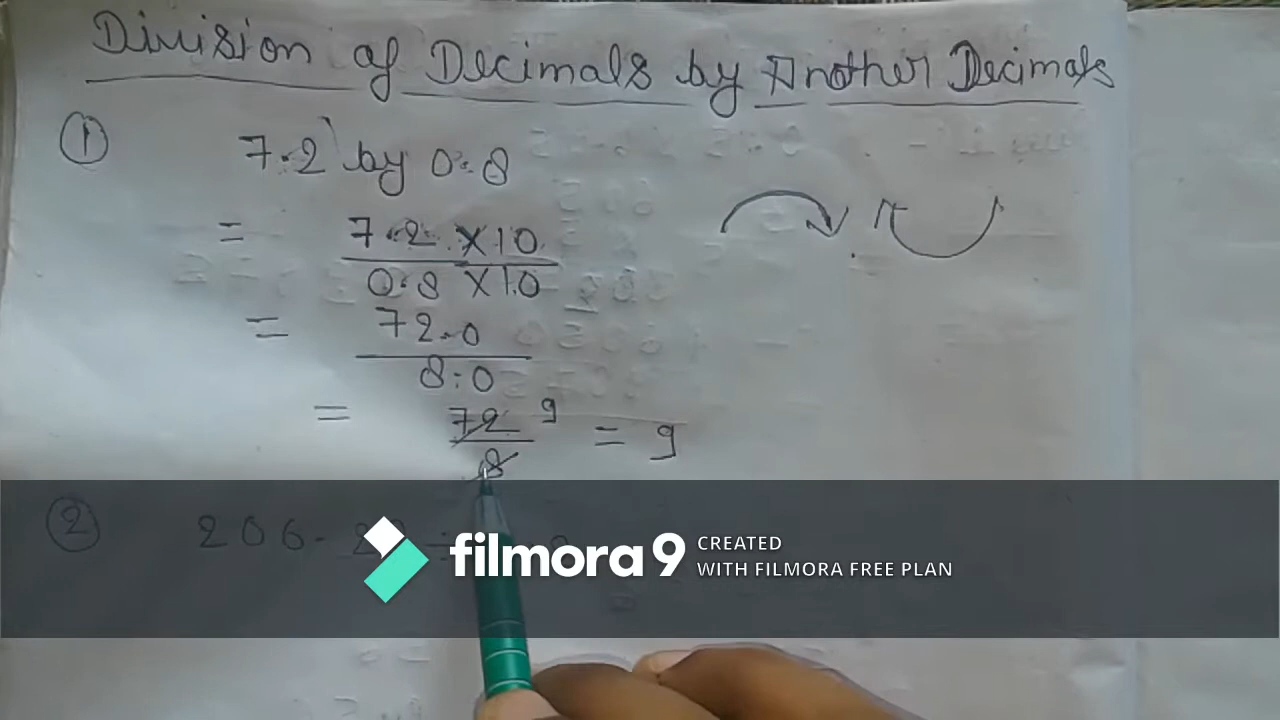 Division of Decimals by Another Decimals
① 7.2 by 0.8
= 7.2 × 10
0.8 × 10
= 72.0
8.0
= 72 9 = 9
8
② 206.
filmora 9 CREATED
WITH FILMORA FREE PLAN